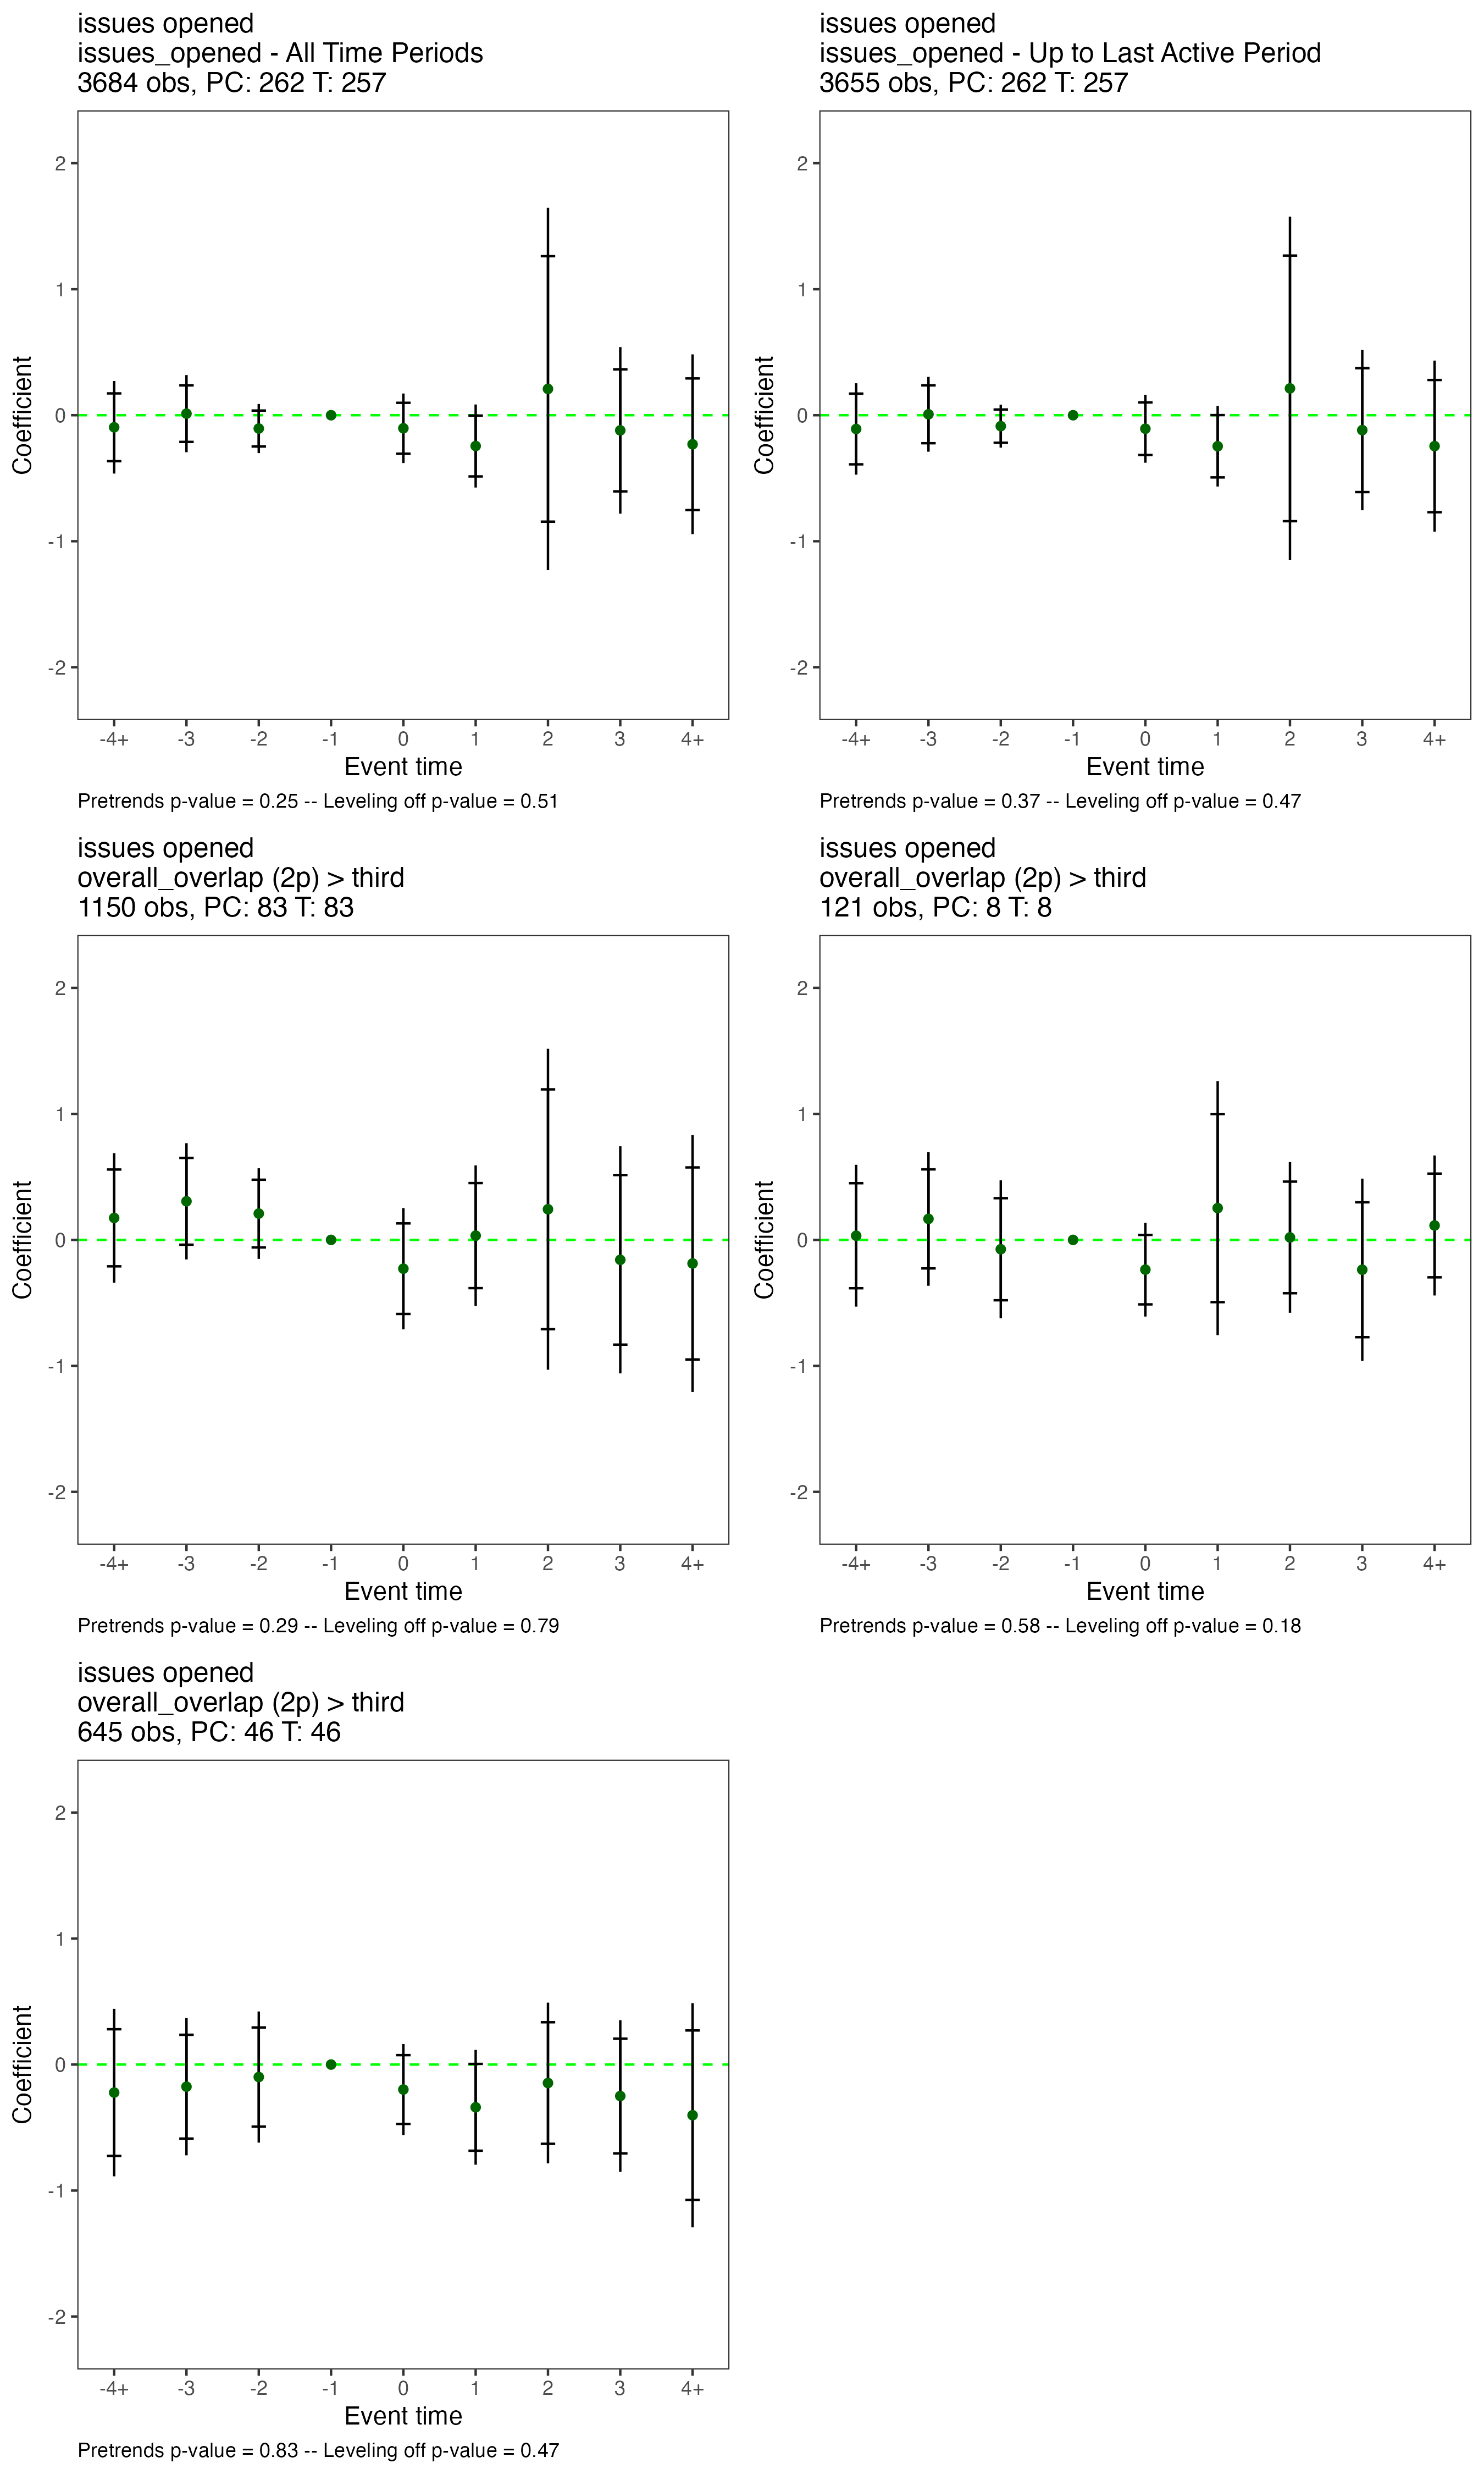 issues opened
issues_opened - All Time Periods
3684 obs, PC: 262 T: 257
Coefficient
2
1
0
-1
-2
-4+ -3 -2 -1 0 1 2 3 4+
Event time
Pretrends p-value = 0.25 -- Leveling off p-value = 0.51
issues opened
issues_opened - Up to Last Active Period
3655 obs, PC: 262 T: 257
Coefficient
2
1
0
-1
-2
-4+ -3 -2 -1 0 1 2 3 4+
Event time
Pretrends p-value = 0.37 -- Leveling off p-value = 0.47
issues opened
overall_overlap (2p) > third
1150 obs, PC: 83 T: 83
Coefficient
2
1
0
-1
-2
-4+ -3 -2 -1 0 1 2 3 4+
Event time
Pretrends p-value = 0.29 -- Leveling off p-value = 0.79
issues opened
overall_overlap (2p) > third
121 obs, PC: 8 T: 8
Coefficient
2
1
0
-1
-2
-4+ -3 -2 -1 0 1 2 3 4+
Event time
Pretrends p-value = 0.58 -- Leveling off p-value = 0.18
issues opened
overall_overlap (2p) > third
645 obs, PC: 46 T: 46
Coefficient
2
1
0
-1
-2
-4+ -3 -2 -1 0 1 2 3 4+
Event time
Pretrends p-value = 0.83 -- Leveling off p-value = 0.47